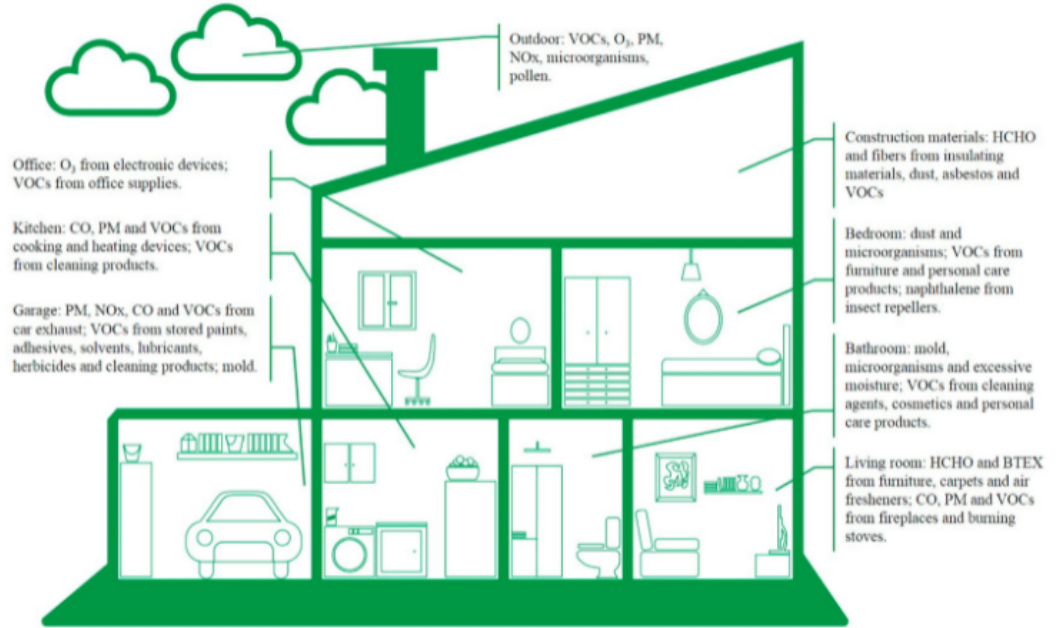 Outdoor: VOCs, O₃, PM,
NOx, microorganisms,
pollen.
Office: O₃ from electronic devices;
VOCs from office supplies.
Kitchen: CO, PM and VOCs from
cooking and heating devices; VOCs
from cleaning products.
Garage: PM, NOx, CO and VOCs from
car exhaust; VOCs from stored paints,
adhesives, solvents, lubricants,
herbicides and cleaning products; mold.
Construction materials: HCHO
and fibers from insulating
materials, dust, asbestos and
VOCs
Bedroom: dust and
microorganisms; VOCs from
furniture and personal care
products; naphthalene from
insect repellers.
Bathroom: mold,
microorganisms and excessive
moisture; VOCs from cleaning
agents, cosmetics and personal
care products.
Living room: HCHO and BTEX
from furniture, carpets and air
fresheners; CO, PM and VOCs
from fireplaces and burning
stoves.